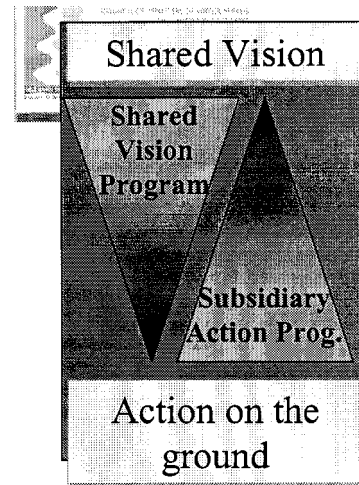 Shared Vision
Shared
Vision
Program
Subsidiary
Action Prog.
Action on the
ground